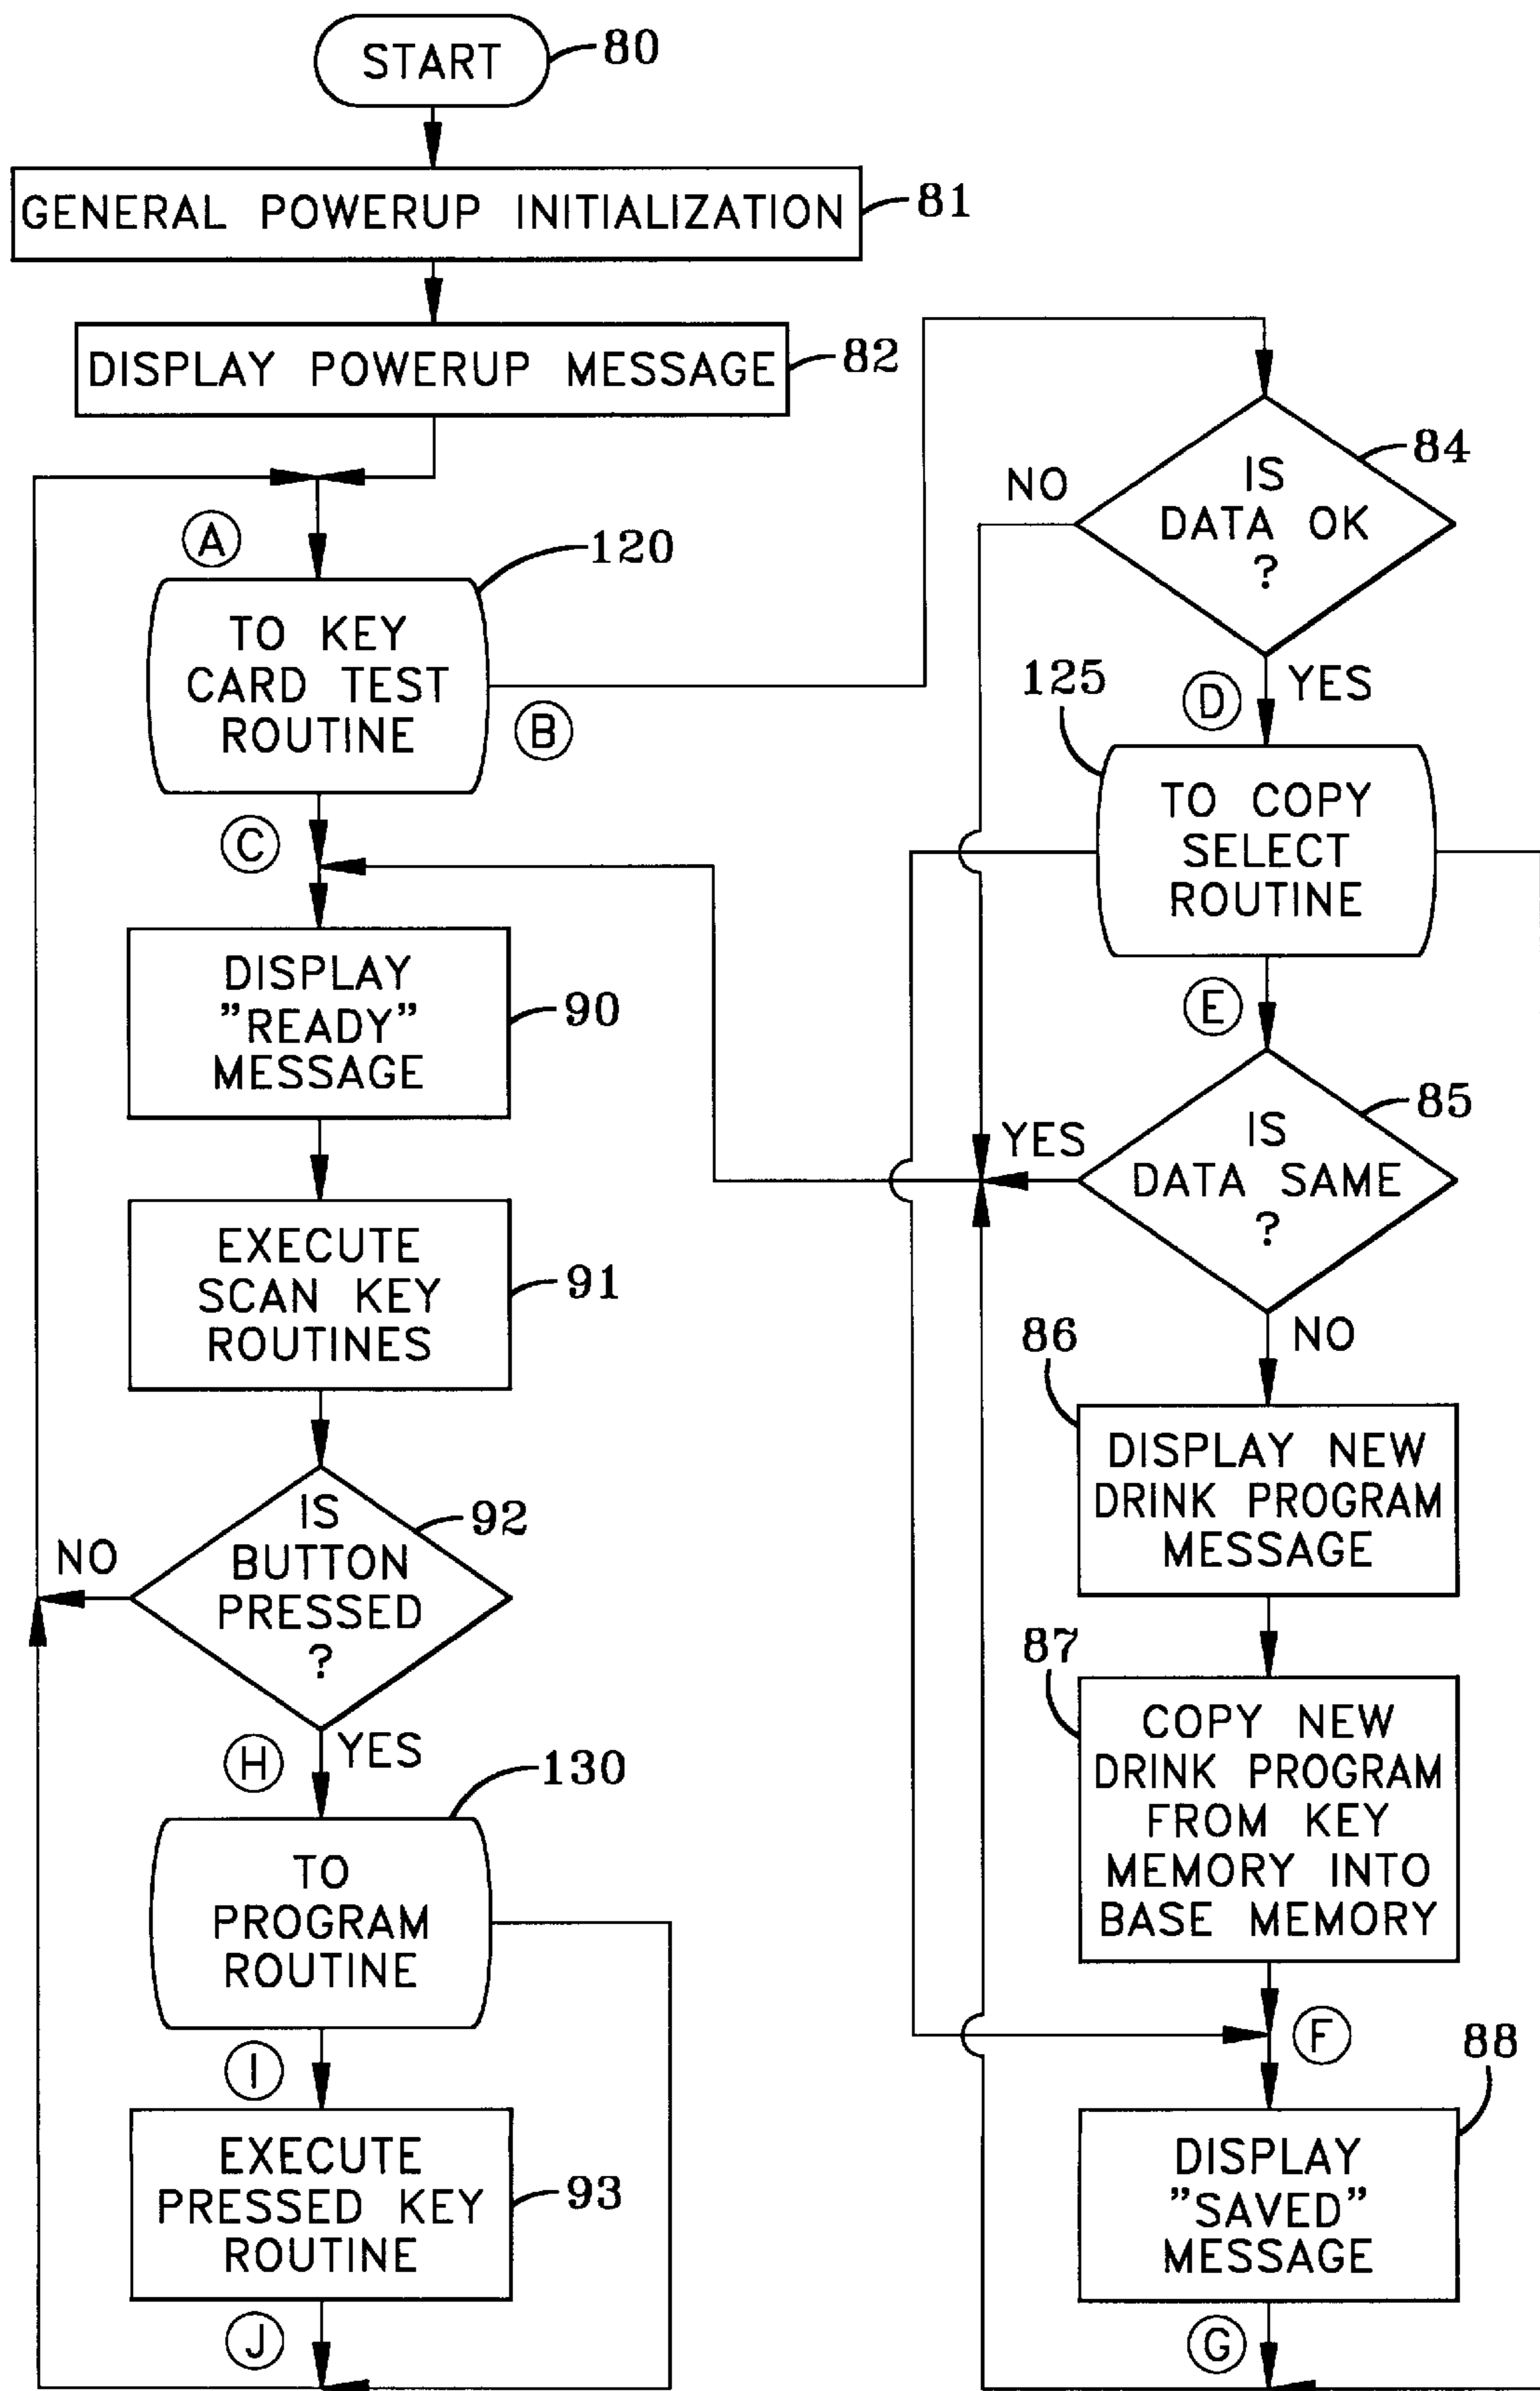 START
80
GENERAL POWERUP INITIALIZATION
81
DISPLAY POWERUP MESSAGE
82
A
120
TO KEY
CARD TEST
ROUTINE
B
C
DISPLAY
"READY"
MESSAGE
90
EXECUTE
SCAN KEY
ROUTINES
91
IS
BUTTON
PRESSED
?
92
NO
YES
H
130
TO
PROGRAM
ROUTINE
I
EXECUTE
PRESSED KEY
ROUTINE
93
J
IS
DATA OK
?
84
NO
YES
D
125
TO COPY
SELECT
ROUTINE
E
IS
DATA SAME
?
85
YES
NO
86
DISPLAY NEW
DRINK PROGRAM
MESSAGE
87
COPY NEW
DRINK PROGRAM
FROM KEY
MEMORY INTO
BASE MEMORY
F
88
DISPLAY
"SAVED"
MESSAGE
G